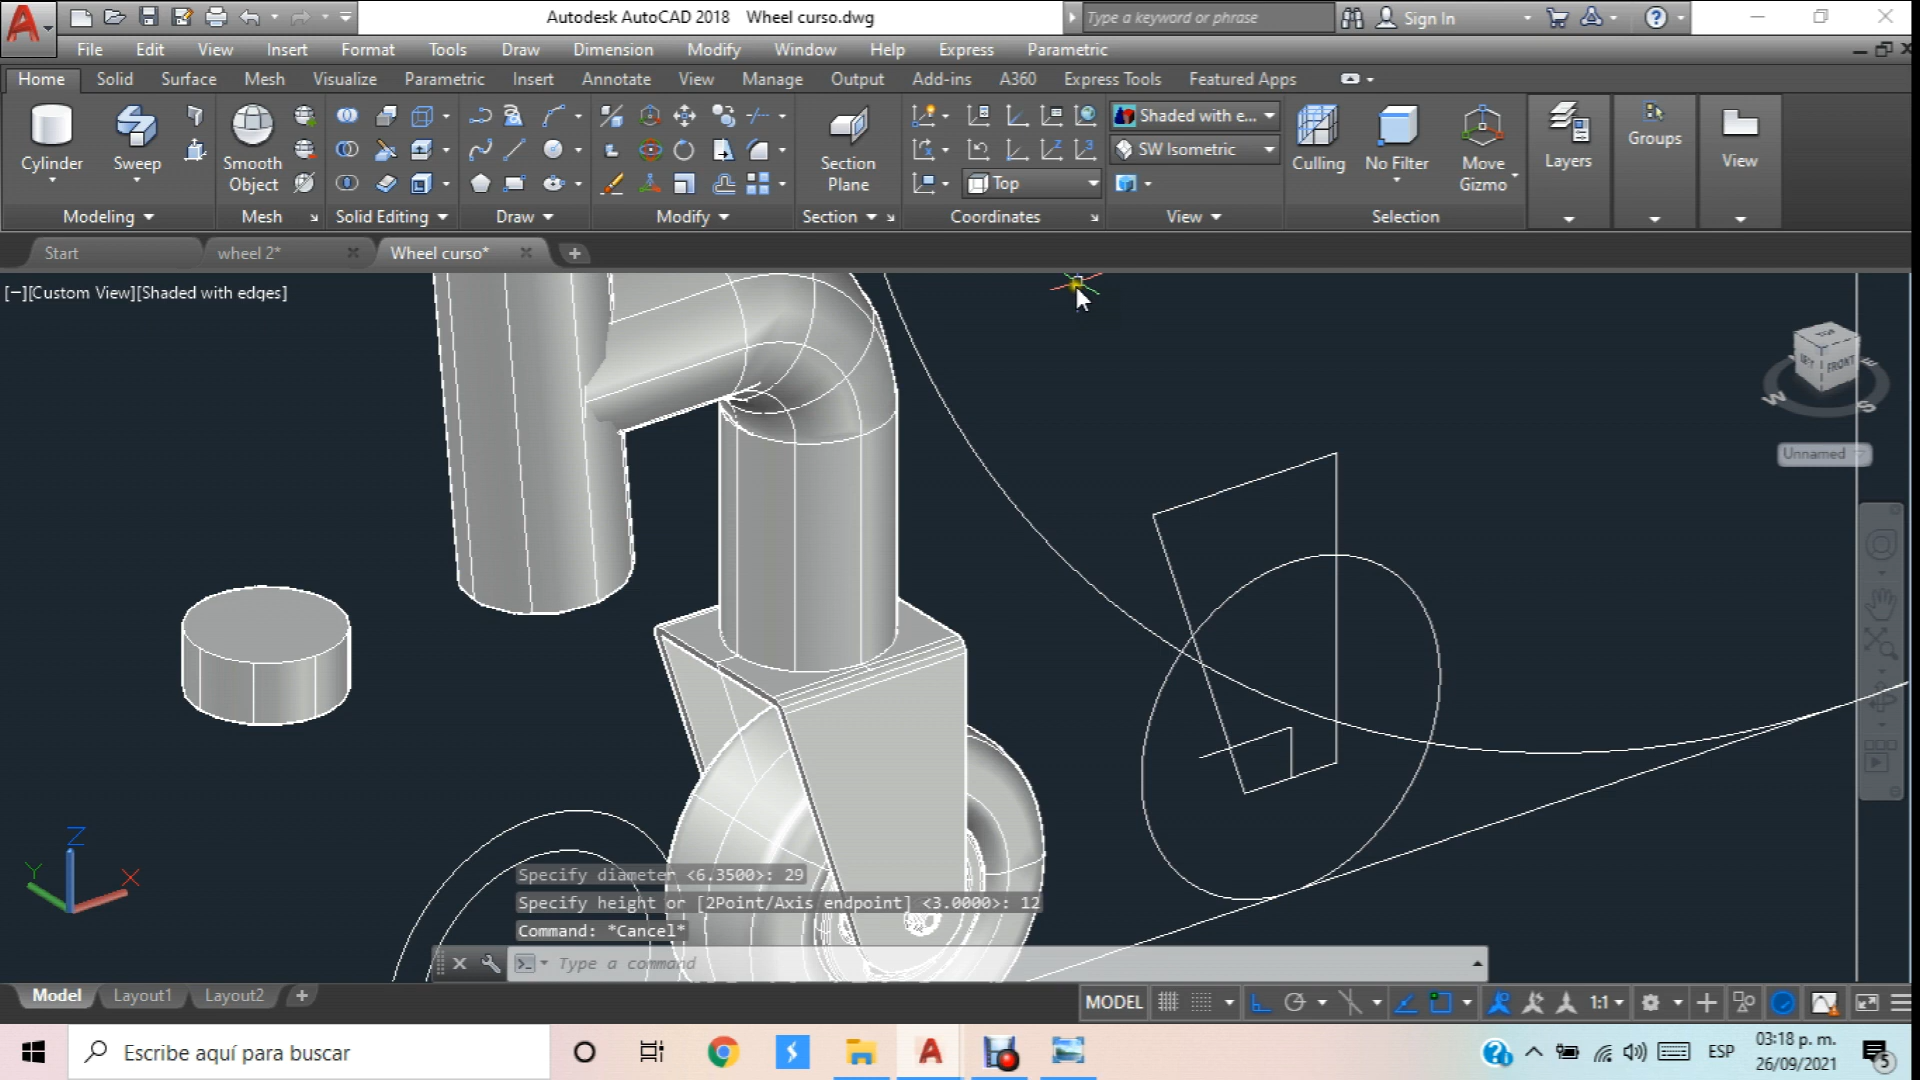 Autodesk AutoCAD 2018 Wheel curso.dwg
Type a keyword or phrase
Sign In
File Edit View Insert Format Tools Draw Dimension Modify Window Help Express Parametric
Home Solid Surface Mesh Visualize Parametric Insert Annotate View Manage Output Add-ins A360 Express Tools Featured Apps
Cylinder
Sweep
Smooth
Object
Section
Plane
Top
Shaded with e...
SW Isometric
Culling
No Filter
Move
Gizmo
Layers
Groups
View
Modeling Mesh Solid Editing Draw Modify Section Coordinates View Selection
Start wheel 2* Wheel curso*
[−][Custom View][Shaded with edges]
TOP
LEFT
FRONT
W
S
E
Unnamed
Z
Y
X
Specify diameter <6.3500>: 29
Specify height or [2Point/Axis endpoint] <3.0000>: 12
Command: *Cancel*
Type a command
Model Layout1 Layout2
MODEL
1:1
Escribe aquí para buscar
ESP
03:18 p. m.
26/09/2021
5